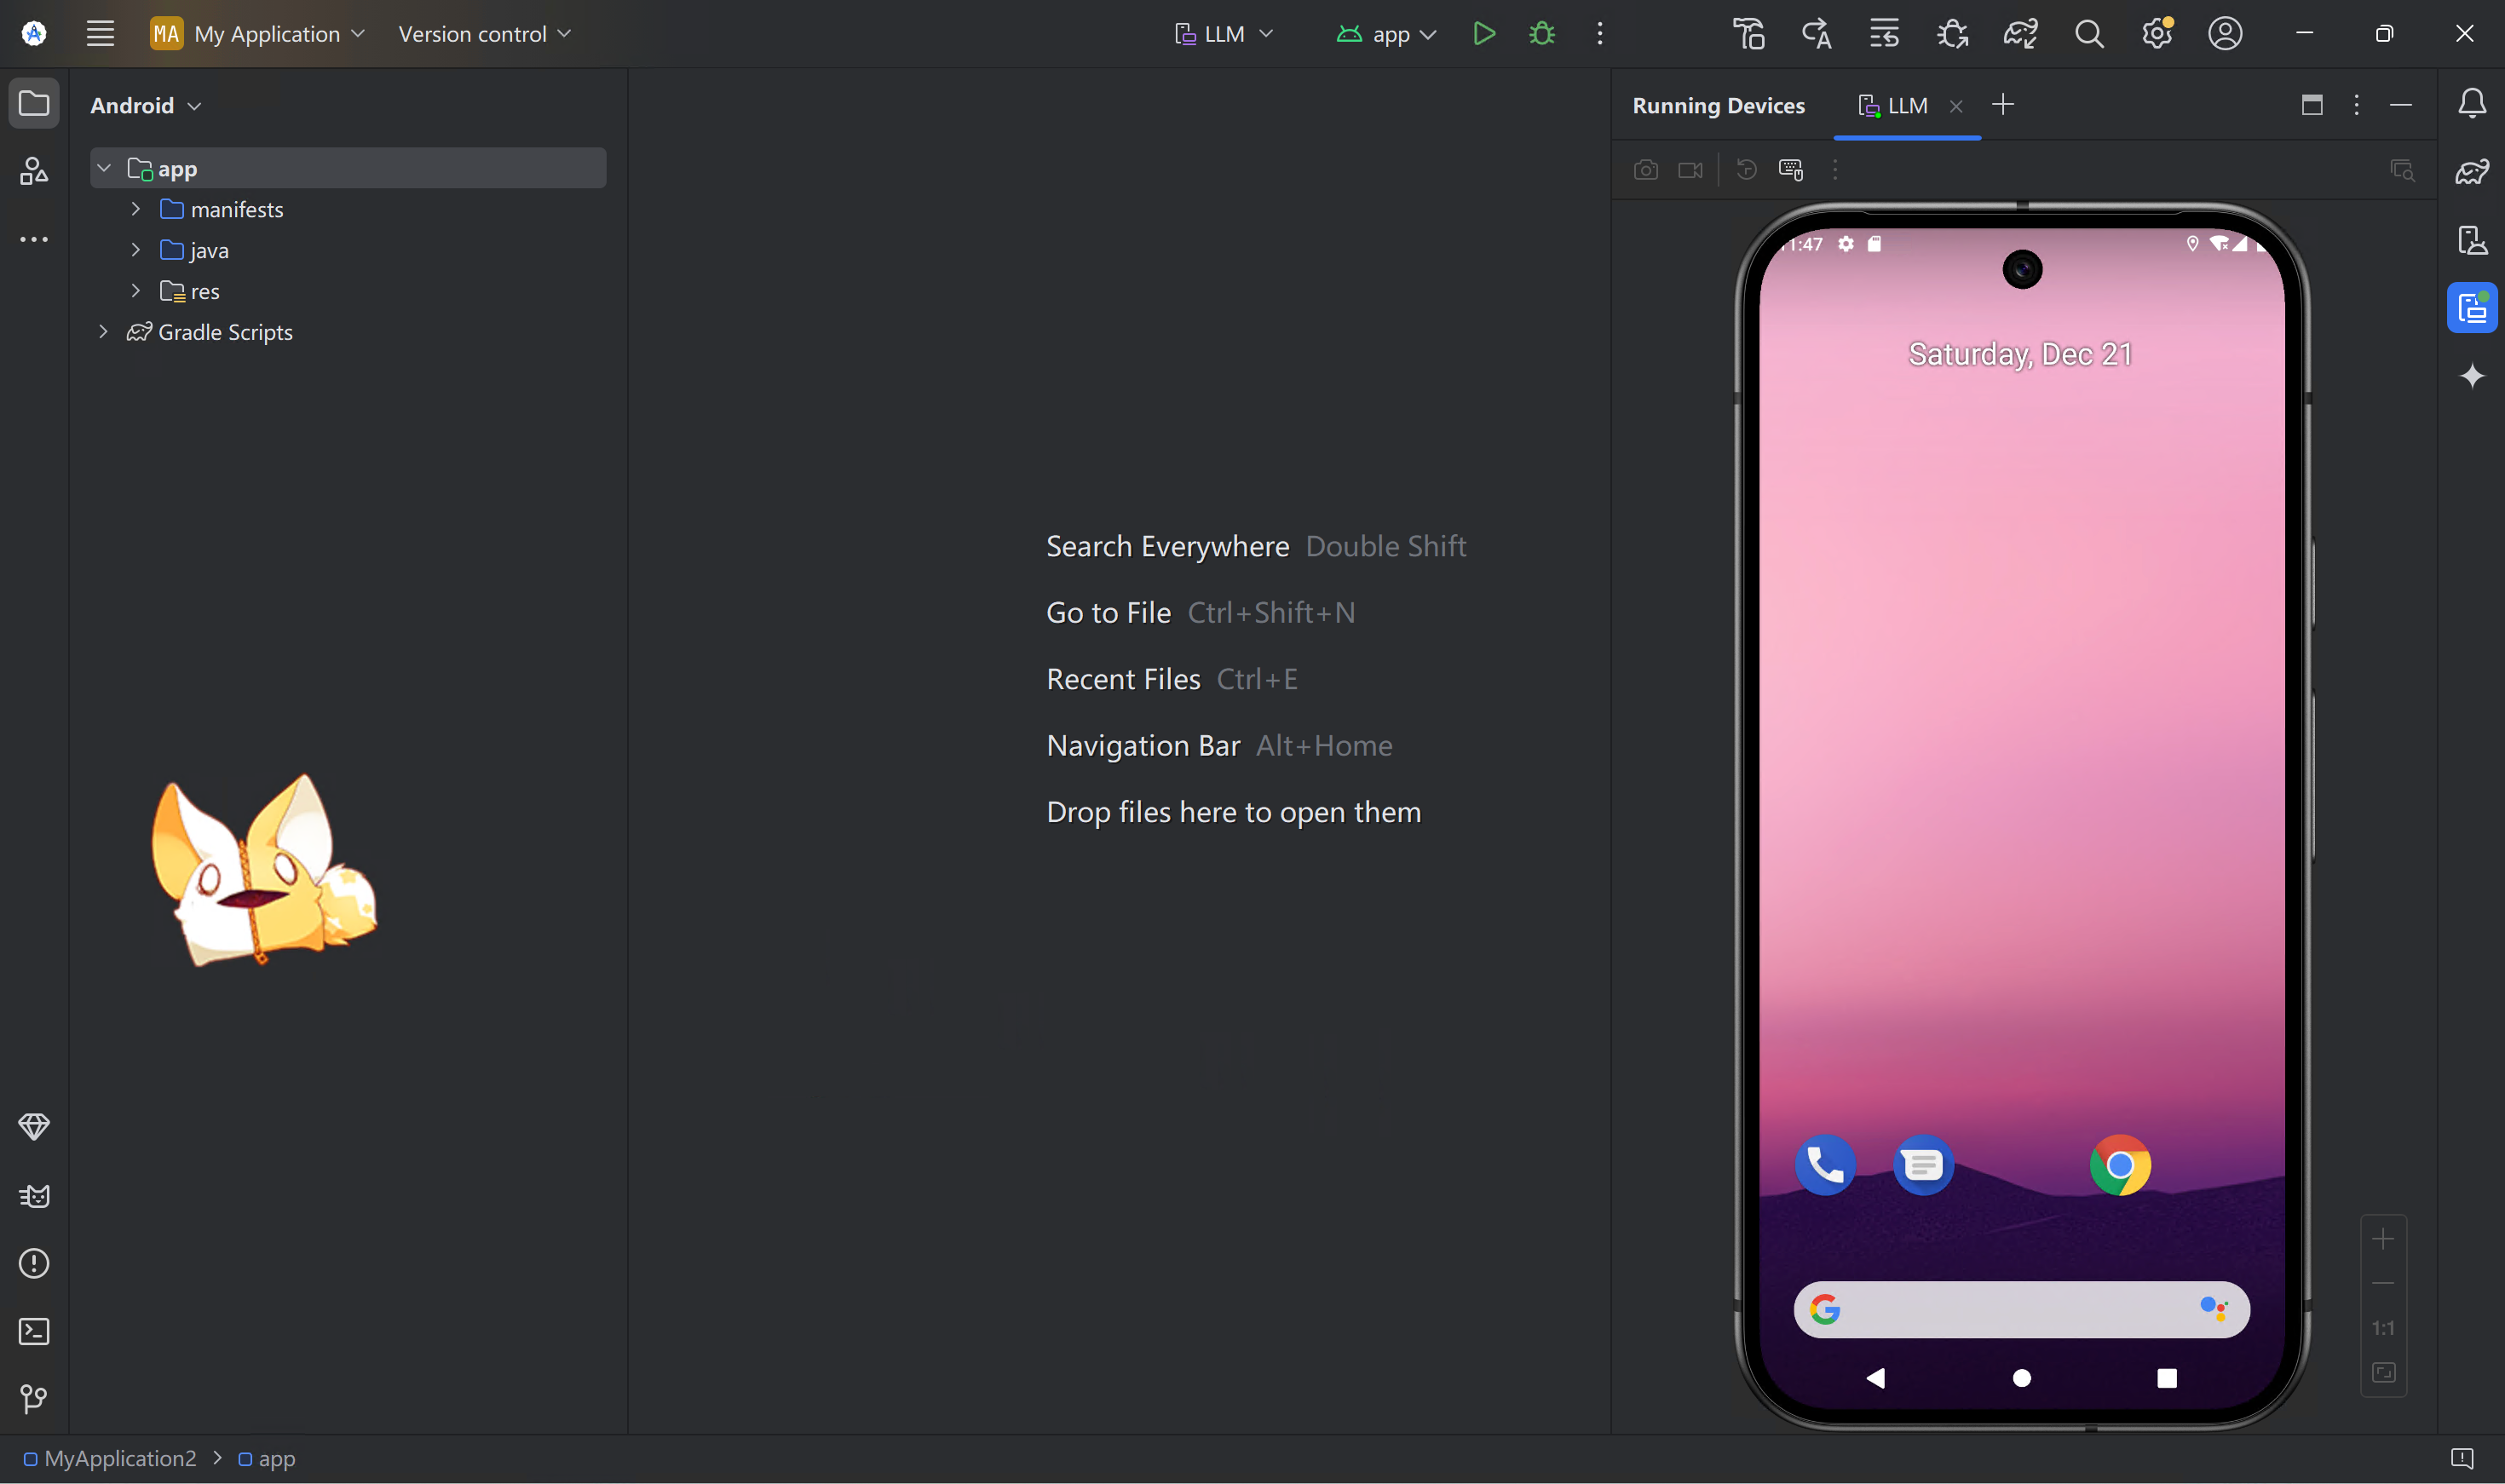 MA My Application Version control LLM app
Android
app
manifests
java
res
Gradle Scripts
Search Everywhere Double Shift
Go to File Ctrl+Shift+N
Recent Files Ctrl+E
Navigation Bar Alt+Home
Drop files here to open them
Running Devices LLM
1:47
Saturday, Dec 21
1:1
MyApplication2 > app